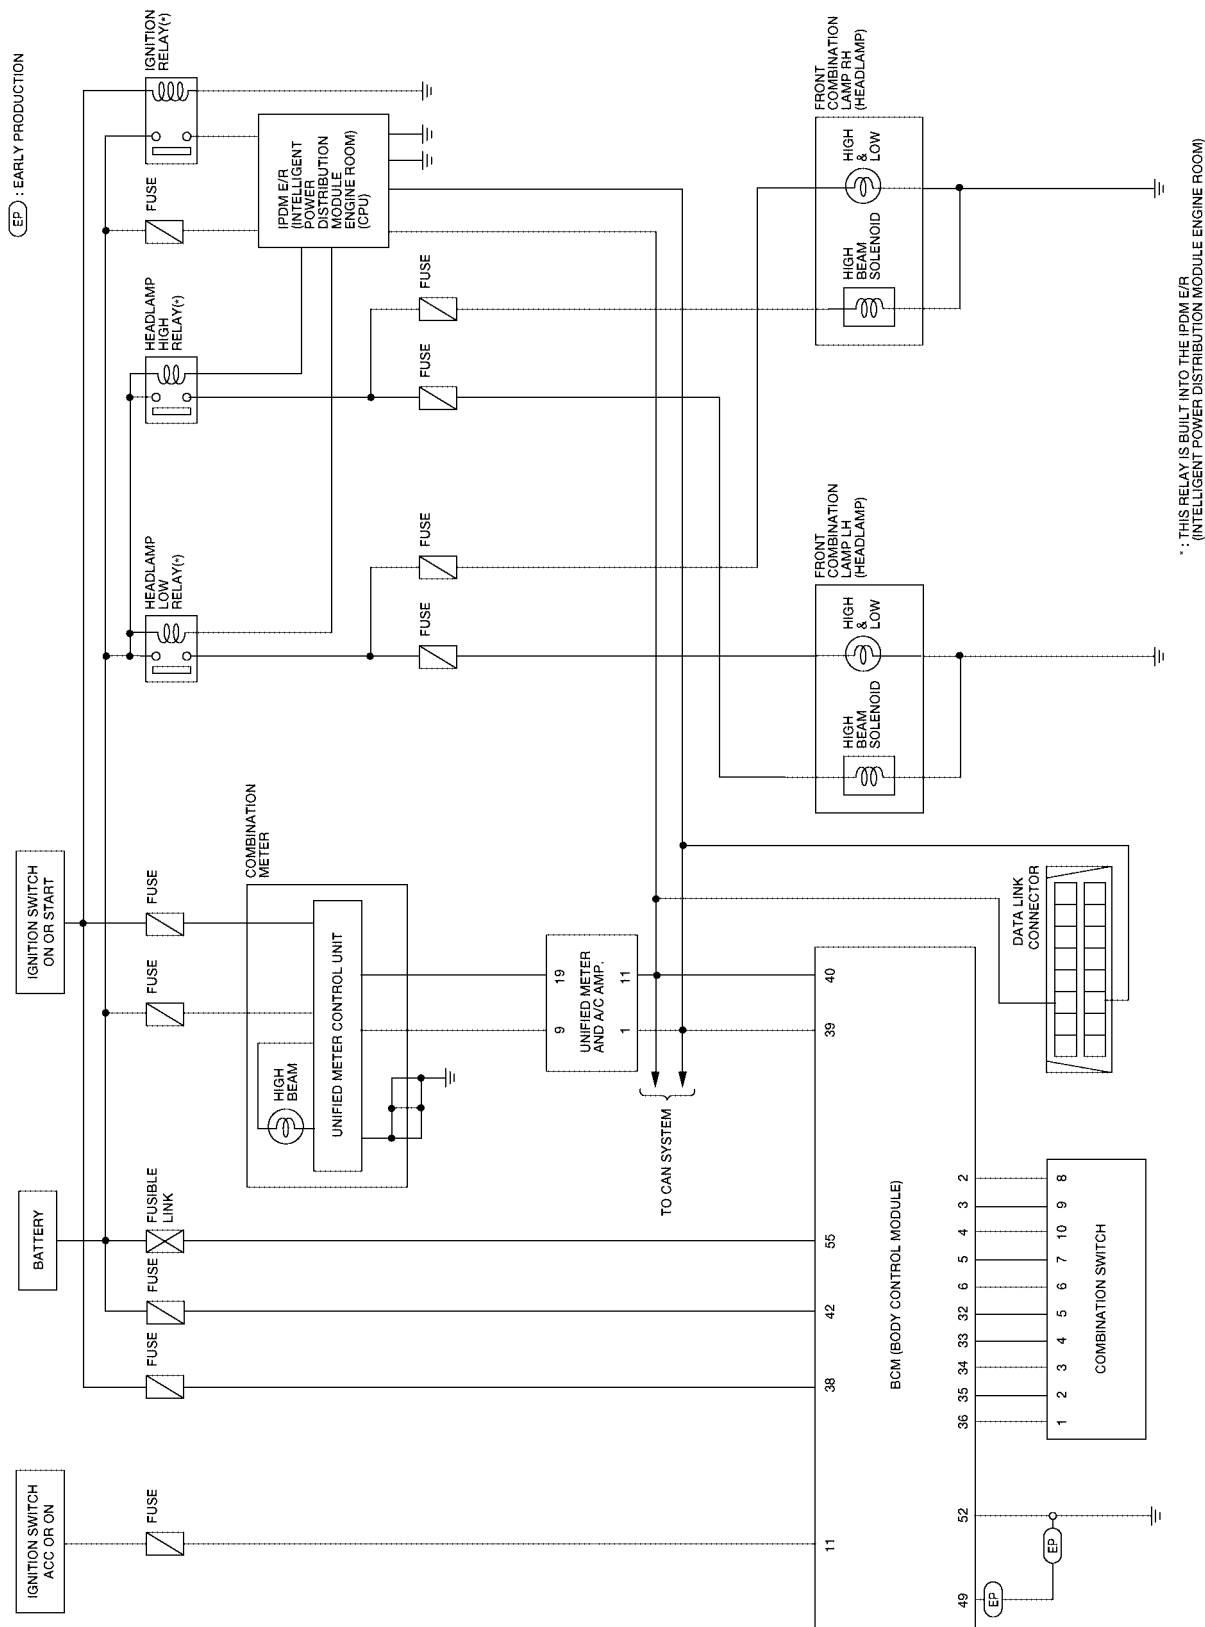 EP : EARLY PRODUCTION
IGNITION SWITCH
ACC OR ON
BATTERY
IGNITION SWITCH
ON OR START
FUSE
FUSE
FUSE
FUSIBLE
LINK
FUSE
FUSE
HEADLAMP
LOW
RELAY(*)
HEADLAMP
HIGH
RELAY(*)
FUSE
IGNITION
RELAY(*)
COMBINATION
METER
HIGH
BEAM
UNIFIED METER CONTROL UNIT
IPDM E/R
(INTELLIGENT
POWER
DISTRIBUTION
MODULE
ENGINE ROOM)
(CPU)
FUSE
FUSE
FUSE
FUSE
9 19
UNIFIED METER
AND A/C AMP.
1 11
TO CAN SYSTEM
FRONT
COMBINATION
LAMP LH
(HEADLAMP)
HIGH
BEAM
SOLENOID
HIGH
&
LOW
FRONT
COMBINATION
LAMP RH
(HEADLAMP)
HIGH
BEAM
SOLENOID
HIGH
&
LOW
11 38 42 55 39 40
BCM (BODY CONTROL MODULE)
49 52 36 35 34 33 32 6 5 4 3 2
EP
EP
1 2 3 4 5 6 7 10 9 8
COMBINATION SWITCH
DATA LINK
CONNECTOR
* : THIS RELAY IS BUILT INTO THE IPDM E/R
(INTELLIGENT POWER DISTRIBUTION MODULE ENGINE ROOM)